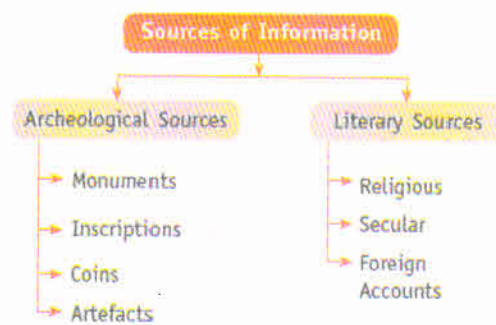 Sources of Information
Archeological Sources
Literary Sources
Monuments
Inscriptions
Coins
Artefacts
Religious
Secular
Foreign
Accounts